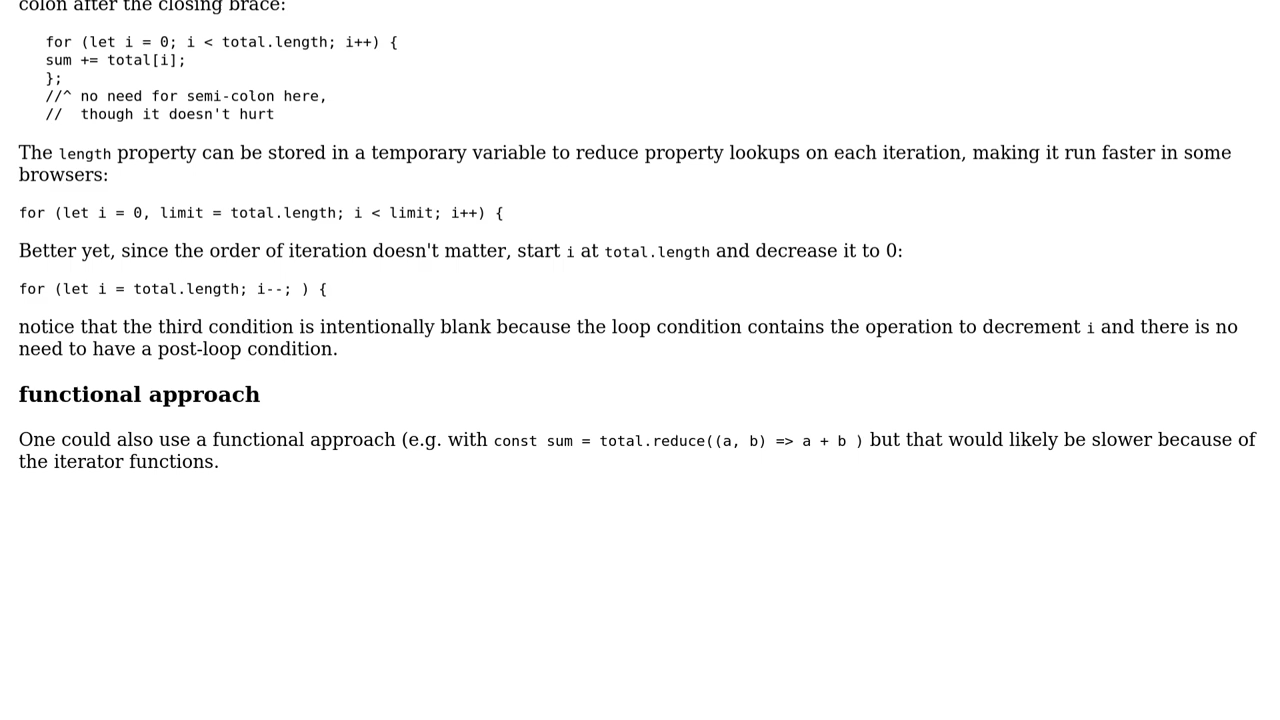 colon after the closing brace:
for (let i = 0; i < total.length; i++) {
sum += total[i];
};
//^ no need for semi-colon here,
//  though it doesn't hurt
The length property can be stored in a temporary variable to reduce property lookups on each iteration, making it run faster in some
browsers:
for (let i = 0, limit = total.length; i < limit; i++) {
Better yet, since the order of iteration doesn't matter, start i at total.length and decrease it to 0:
for (let i = total.length; i--; ) {
notice that the third condition is intentionally blank because the loop condition contains the operation to decrement i and there is no
need to have a post-loop condition.
functional approach
One could also use a functional approach (e.g. with const sum = total.reduce((a, b) => a + b ) but that would likely be slower because of
the iterator functions.